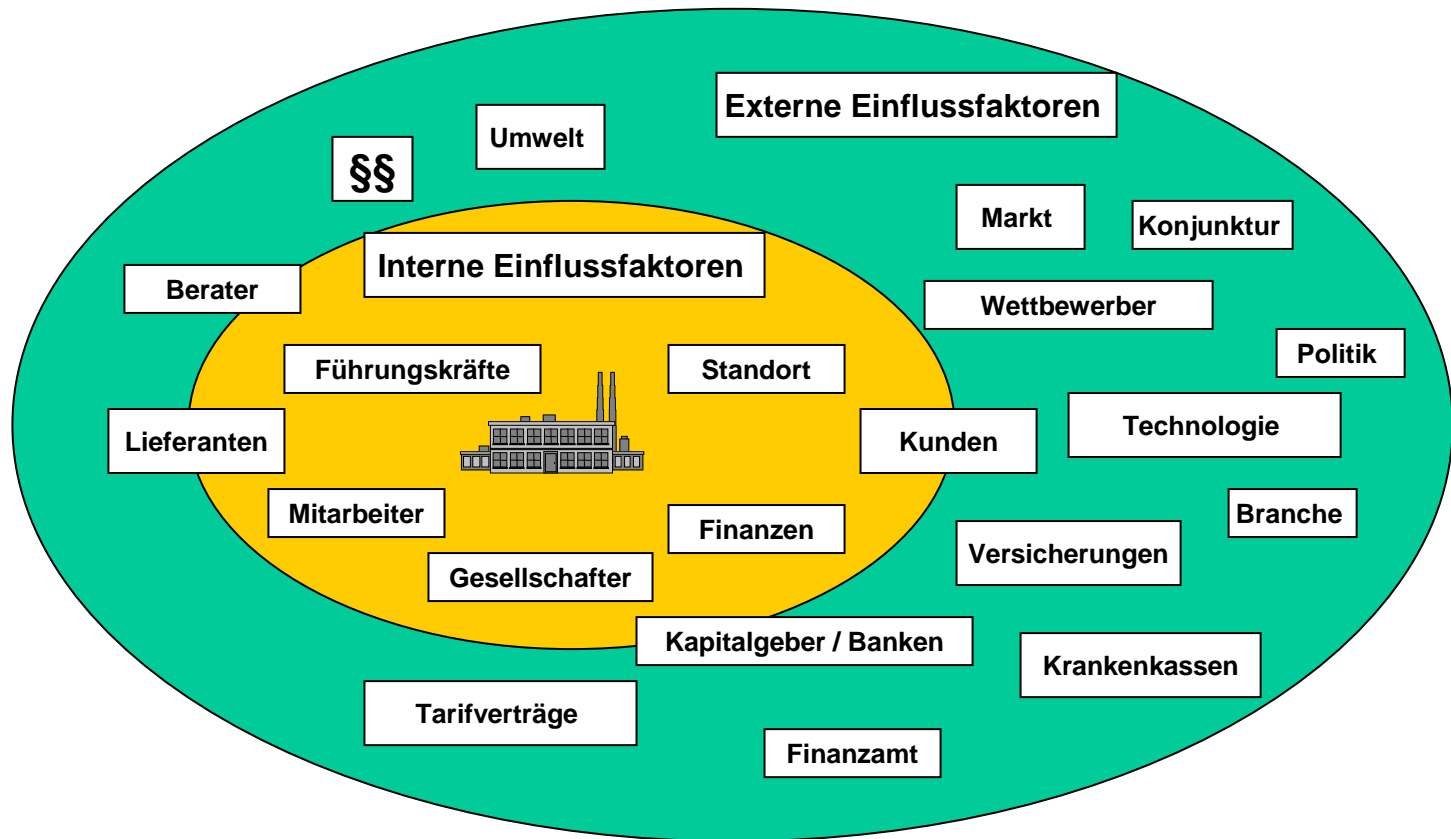 Externe Einflussfaktoren
Umwelt
§§
Markt
Konjunktur
Interne Einflussfaktoren
Berater
Wettbewerber
Politik
Führungskräfte
Standort
Technologie
Lieferanten
Kunden
Mitarbeiter
Finanzen
Branche
Versicherungen
Gesellschafter
Kapitalgeber / Banken
Krankenkassen
Tarifverträge
Finanzamt